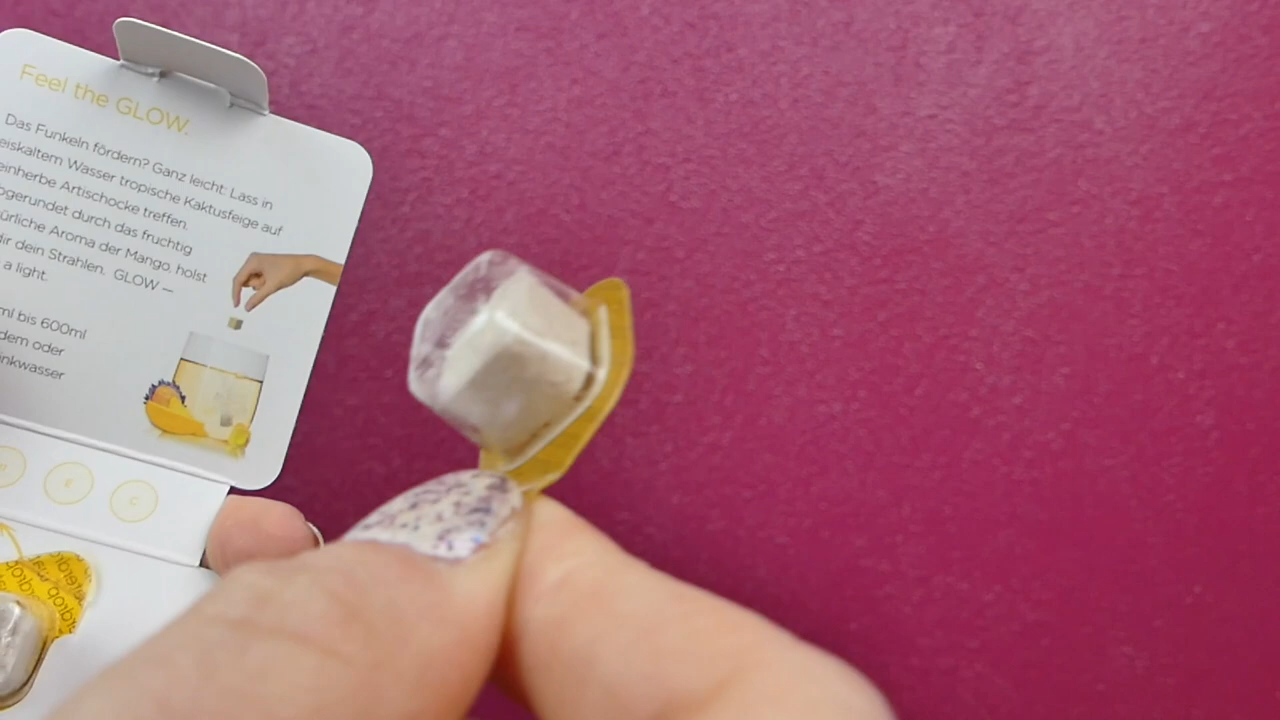 Feel the GLOW.
Das Funkeln fördern? Ganz leicht: Lass in
eiskaltem Wasser tropische Kaktusfeige auf
einherbe Artischocke treffen,
bgerundet durch das fruchtig
ürliche Aroma der Mango, holst
dir dein Strahlen. GLOW —
a light.
ml bis 600ml
dem oder
inkwasser
E
C